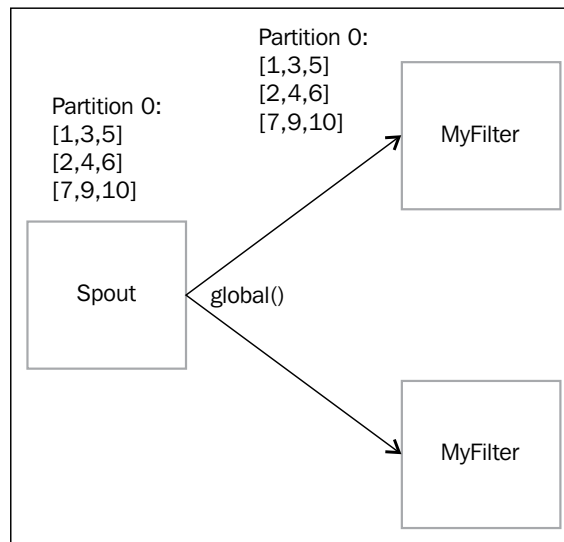 Partition 0:
[1,3,5]
[2,4,6]
[7,9,10]
Partition 0:
[1,3,5]
[2,4,6]
[7,9,10]
Spout
global()
MyFilter
MyFilter